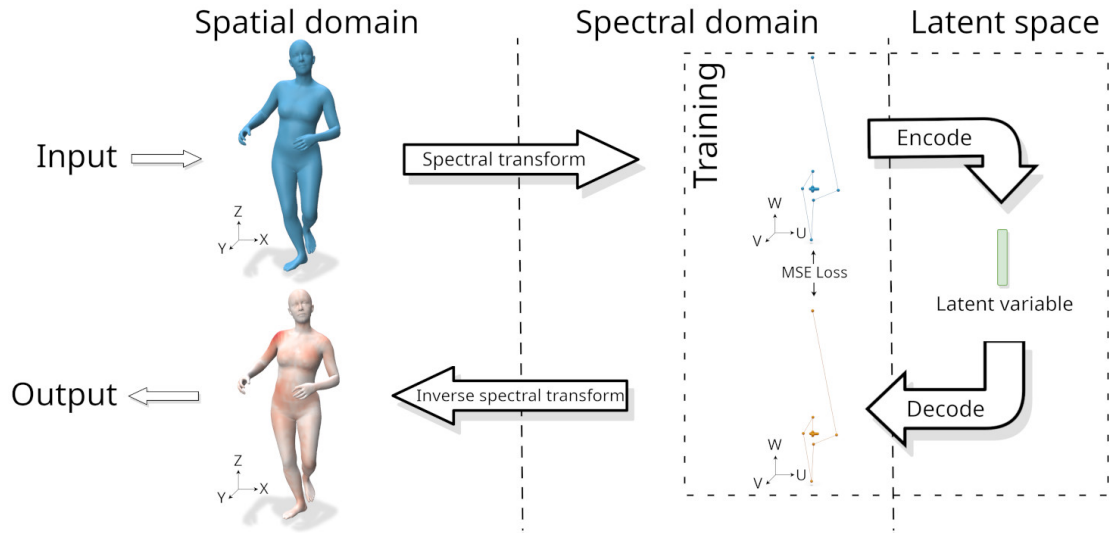 Spatial domain
Spectral domain
Latent space
Training
Input
Spectral transform
Encode
Z
X
Y
W
U
V
MSE Loss
Latent variable
Output
Inverse spectral transform
Decode
Z
X
Y
W
U
V